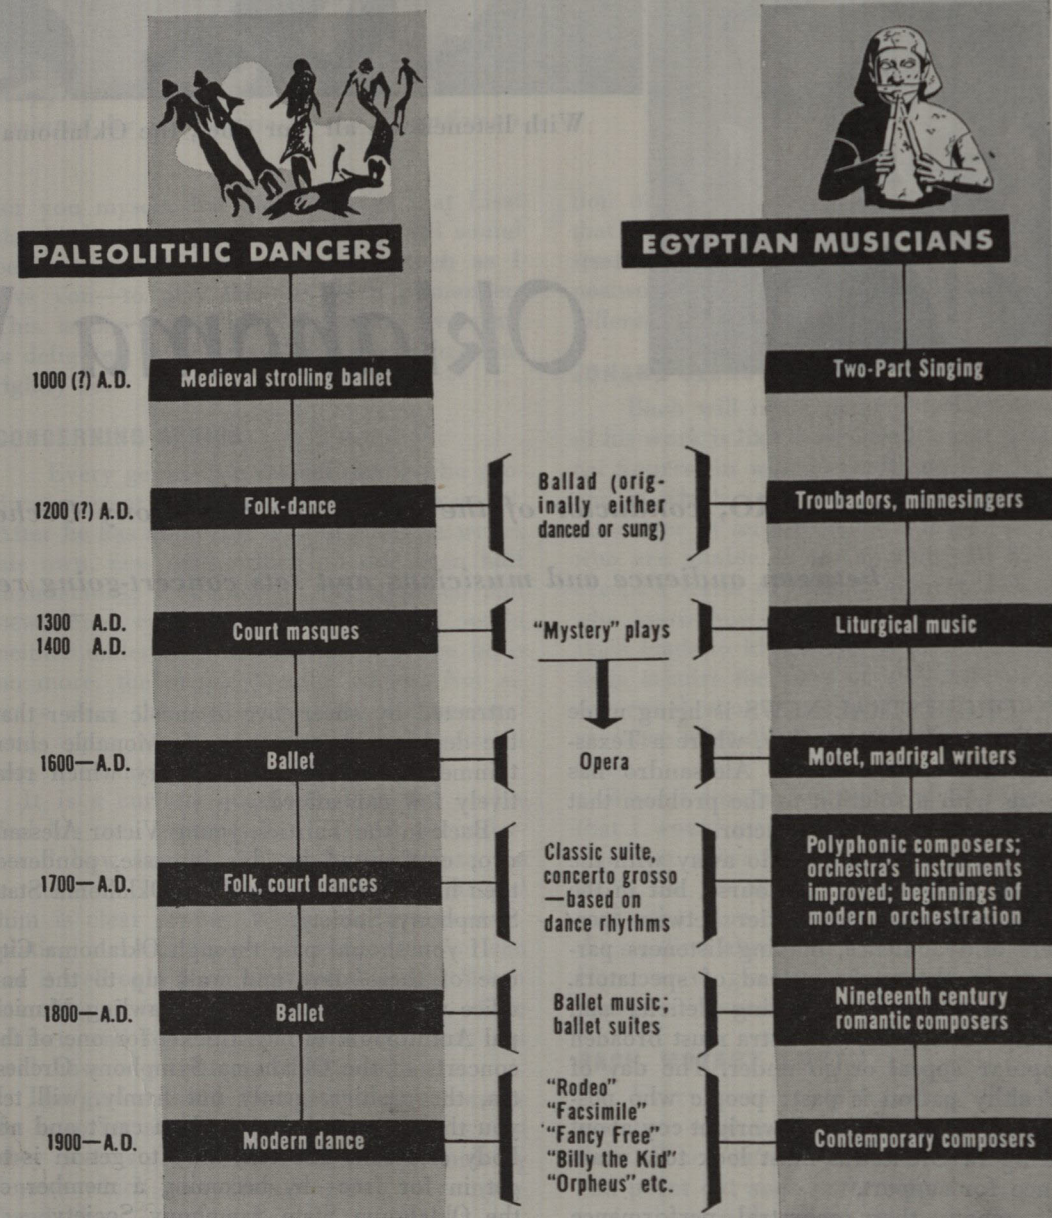 PALEOLITHIC DANCERS
EGYPTIAN MUSICIANS
1000 (?) A.D.
Medieval strolling ballet
Two-Part Singing
1200 (?) A.D.
Folk-dance
Ballad (orig-
inally either
danced or sung)
Troubadors, minnesingers
1300 A.D.
1400 A.D.
Court masques
"Mystery" plays
Liturgical music
1600—A.D.
Ballet
Opera
Motet, madrigal writers
1700—A.D.
Folk, court dances
Classic suite,
concerto grosso
—based on
dance rhythms
Polyphonic composers;
orchestra's instruments
improved; beginnings of
modern orchestration
1800—A.D.
Ballet
Ballet music;
ballet suites
Nineteenth century
romantic composers
1900—A.D.
Modern dance
"Rodeo"
"Facsimile"
"Fancy Free"
"Billy the Kid"
"Orpheus" etc.
Contemporary composers